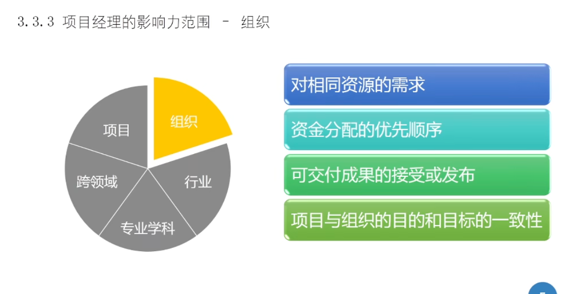 3.3.3 项目经理的影响力范围 - 组织
组织
项目
跨领域
行业
专业学科
对相同资源的需求
资金分配的优先顺序
可交付成果的接受或发布
项目与组织的目的和目标的一致性